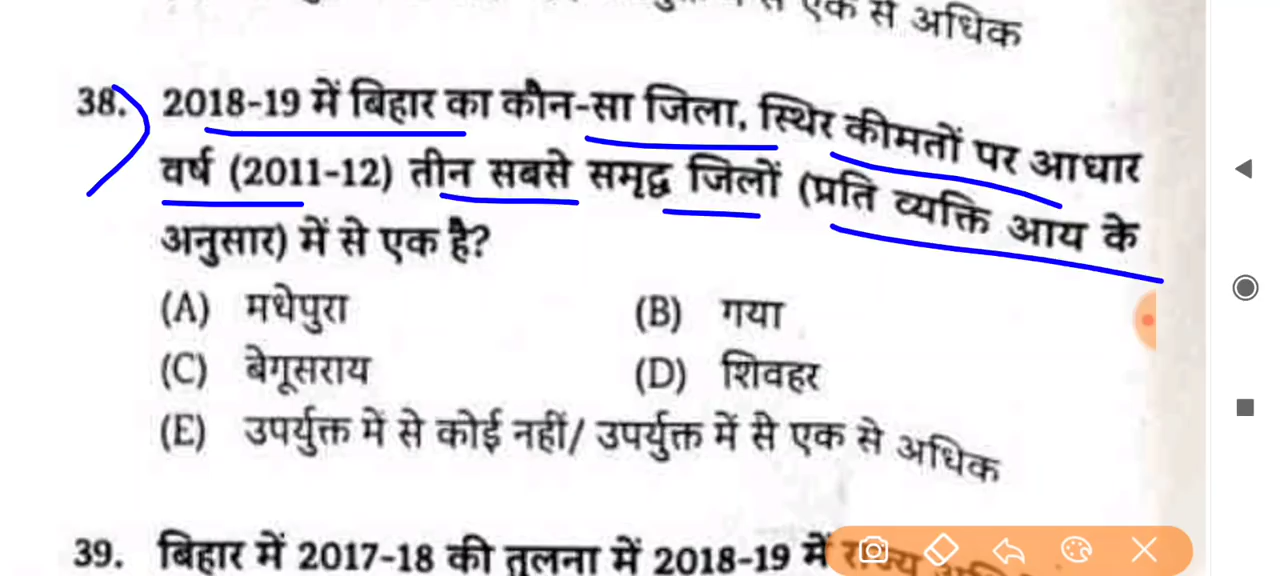 से एक से अधिक
38. 2018-19 में बिहार का कौन-सा जिला, स्थिर कीमतों पर आधार
वर्ष (2011-12) तीन सबसे समृद्ध जिलों (प्रति व्यक्ति आय के
अनुसार) में से एक है?
(A) मधेपुरा (B) गया
(C) बेगूसराय (D) शिवहर
(E) उपर्युक्त में से कोई नहीं/ उपर्युक्त में से एक से अधिक
39. बिहार में 2017-18 की तुलना में 2018-19 में राज्य